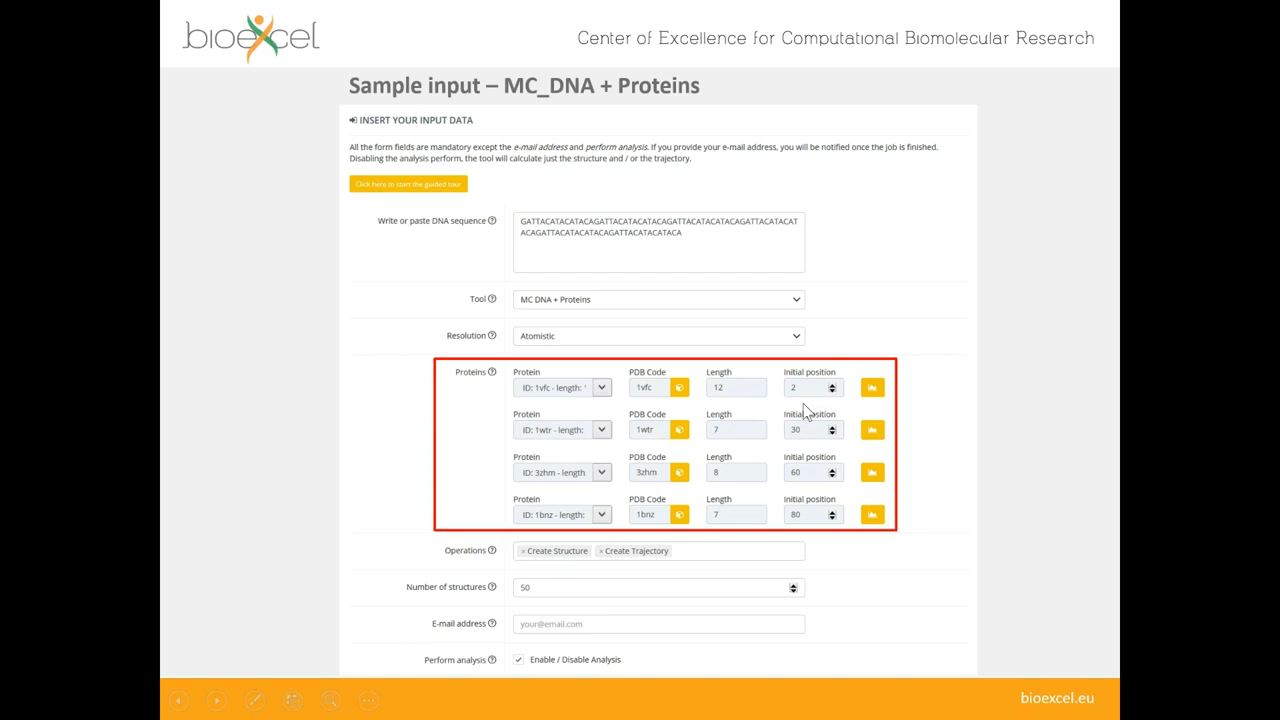 bioexcel
Center of Excellence for Computational Biomolecular Research
Sample input – MC_DNA + Proteins
INSERT YOUR INPUT DATA
All the form fields are mandatory except the e-mail address and perform analysis. If you provide your e-mail address, you will be notified once the job is finished.
Disabling the analysis perform, the tool will calculate just the structure and / or the trajectory.
Click here to start the guided tour
Write or paste DNA sequence
GATTACATACATACAGATTACATACATACAGATTACATACATACAGATTACATACAT
ACAGATTACATACATACAGATTACATACATACA
Tool
MC DNA + Proteins
Resolution
Atomistic
Proteins
Protein PDB Code Length Initial position
ID: 1vfc - length: 1vfc 12 2
Protein PDB Code Length Initial position
ID: 1wtr - length: 1wtr 7 30
Protein PDB Code Length Initial position
ID: 3zhm - length 3zhm 8 60
Protein PDB Code Length Initial position
ID: 1bnz - length: 1bnz 7 80
Operations
× Create Structure × Create Trajectory
Number of structures
50
E-mail address
your@email.com
Perform analysis
Enable / Disable Analysis
bioexcel.eu